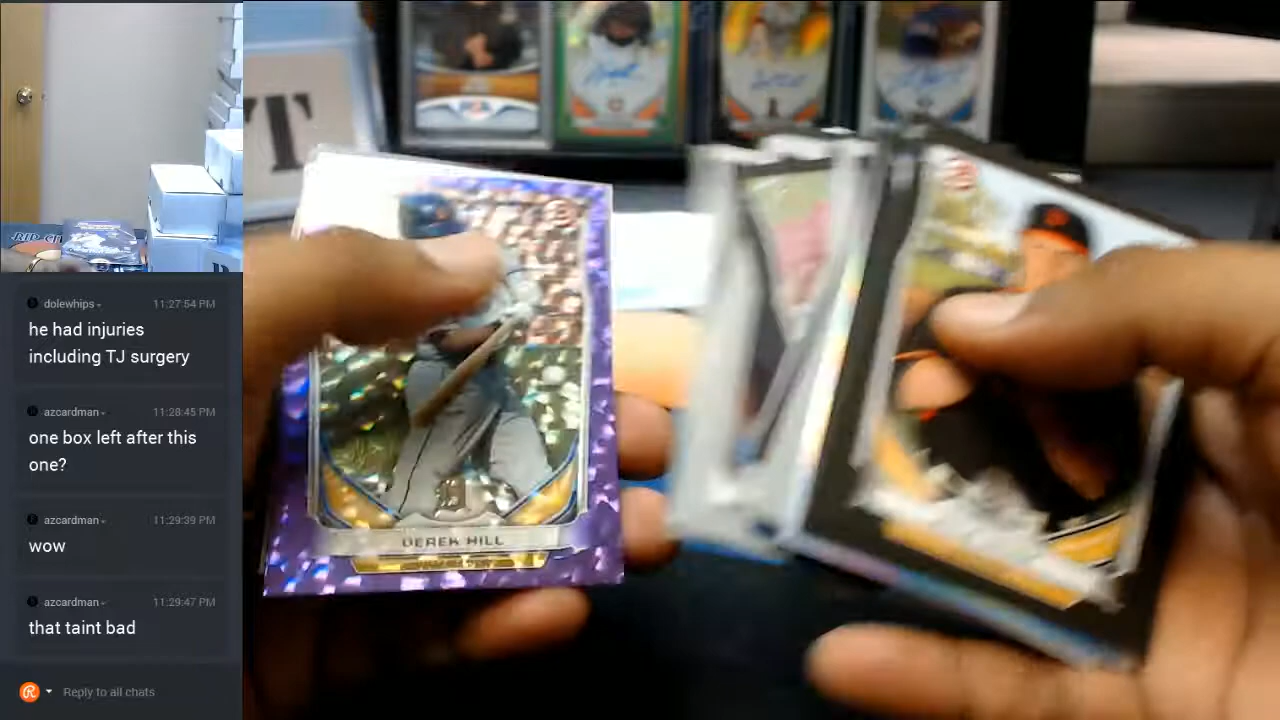 dolewhips
11:27:54 PM
he had injuries
including TJ surgery
azcardman
11:28:45 PM
one box left after this
one?
azcardman
11:29:39 PM
wow
azcardman
11:29:47 PM
that taint bad
Reply to all chats
T
DEREK HILL